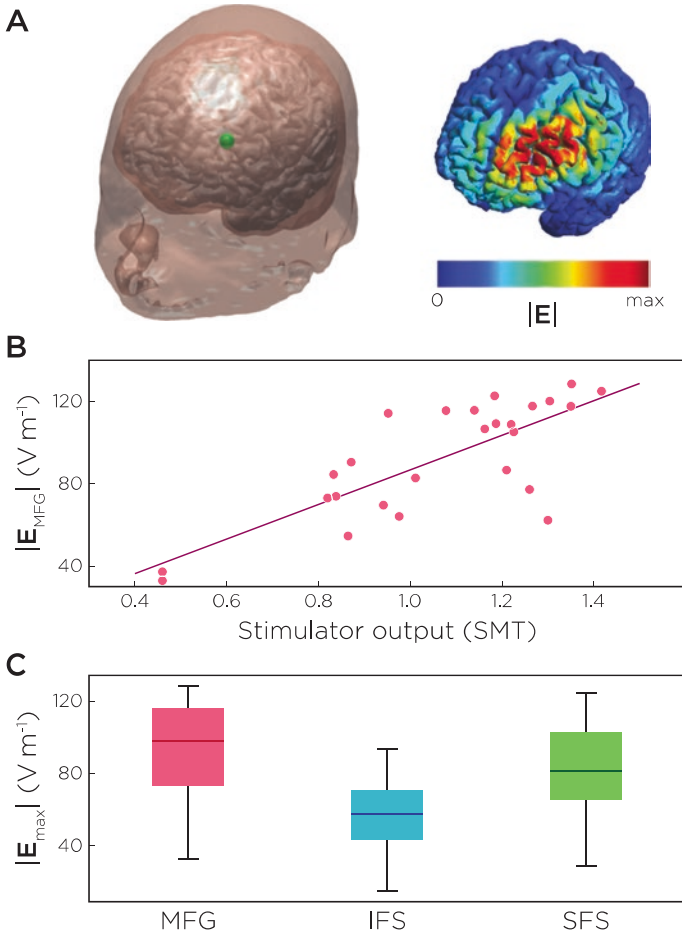 A
0 max
|E|
B
|E_MFG| (V m⁻¹)
120
80
40
0.4 0.6 0.8 1.0 1.2 1.4
Stimulator output (SMT)
C
|E_max| (V m⁻¹)
120
80
40
MFG IFS SFS